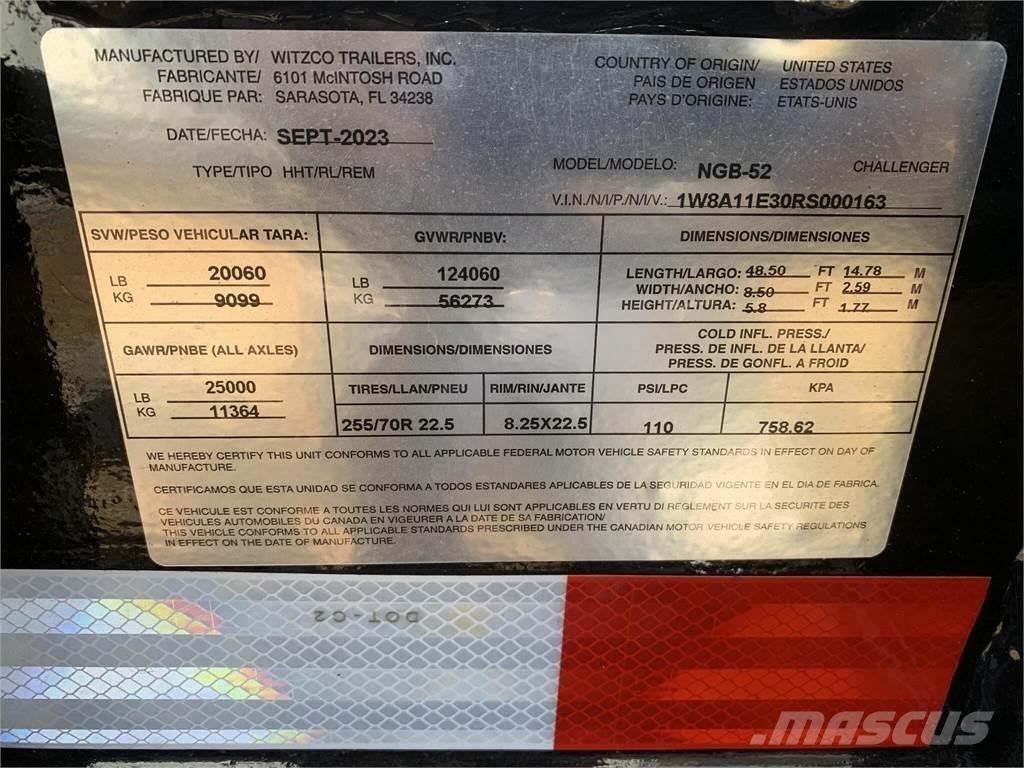 MANUFACTURED BY/ WITZCO TRAILERS, INC.
FABRICANTE/ 6101 McINTOSH ROAD
FABRIQUE PAR: SARASOTA, FL 34238
COUNTRY OF ORIGIN/ UNITED STATES
PAIS DE ORIGEN ESTADOS UNIDOS
PAYS D'ORIGINE: ETATS-UNIS
DATE/FECHA: SEPT-2023
TYPE/TIPO HHT/RL/REM
MODEL/MODELO: NGB-52 CHALLENGER
V.I.N./N/I/P./N/I/V.: 1W8A11E30RS000163
SVW/PESO VEHICULAR TARA: GVWR/PNBV: DIMENSIONS/DIMENSIONES
LB 20060 LB 124060 LENGTH/LARGO: 48.50 FT 14.78 M
KG 9099 KG 56273 WIDTH/ANCHO: 8.50 FT 2.59 M
HEIGHT/ALTURA: 5.8 FT 1.77 M
GAWR/PNBE (ALL AXLES) DIMENSIONS/DIMENSIONES COLD INFL. PRESS./
PRESS. DE INFL. DE LA LLANTA/
PRESS. DE GONFL. A FROID
LB 25000 TIRES/LLAN/PNEU RIM/RIN/JANTE PSI/LPC KPA
KG 11364 255/70R 22.5 8.25X22.5 110 758.62
WE HEREBY CERTIFY THIS UNIT CONFORMS TO ALL APPLICABLE FEDERAL MOTOR VEHICLE SAFETY STANDARDS IN EFFECT ON DAY OF
MANUFACTURE.
CERTIFICAMOS QUE ESTA UNIDAD SE CONFORMA A TODOS ESTANDARES APLICABLES DE LA SEGURIDAD VIGENTE EN EL DIA DE FABRICA.
CE VEHICULE EST CONFORME A TOUTES LES NORMES QUI LUI SONT APPLICABLES EN VERTU DI REGLEMENT SUR LA SECURITE DES
VEHICULES AUTOMOBILES DU CANADA EN VIGEURER A LA DATE DE SA FABRICATION/
THIS VEHICLE CONFORMS TO ALL APPLICABLE STANDARDS PRESCRIBED UNDER THE CANADIAN MOTOR VEHICLE SAFETY REGULATIONS
IN EFFECT ON THE DATE OF MANUFACTURE.
DOT-C2
MASCUS